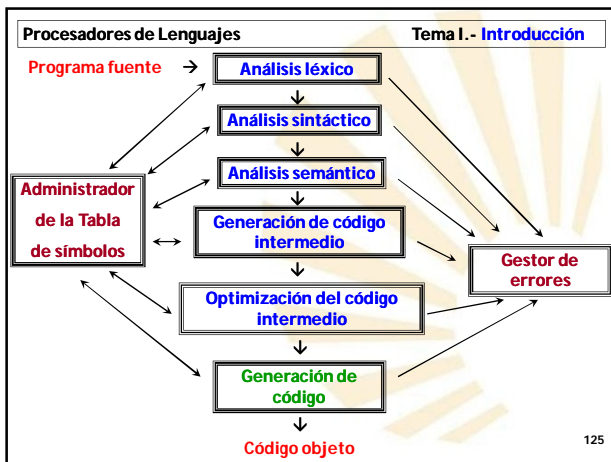 Procesadores de Lenguajes Tema I.- Introducción
Programa fuente → Análisis léxico
Análisis sintáctico
Análisis semántico
Administrador
de la Tabla
de símbolos
Generación de código
intermedio
Gestor de
errores
Optimización del código
intermedio
Generación de
código
Código objeto
125